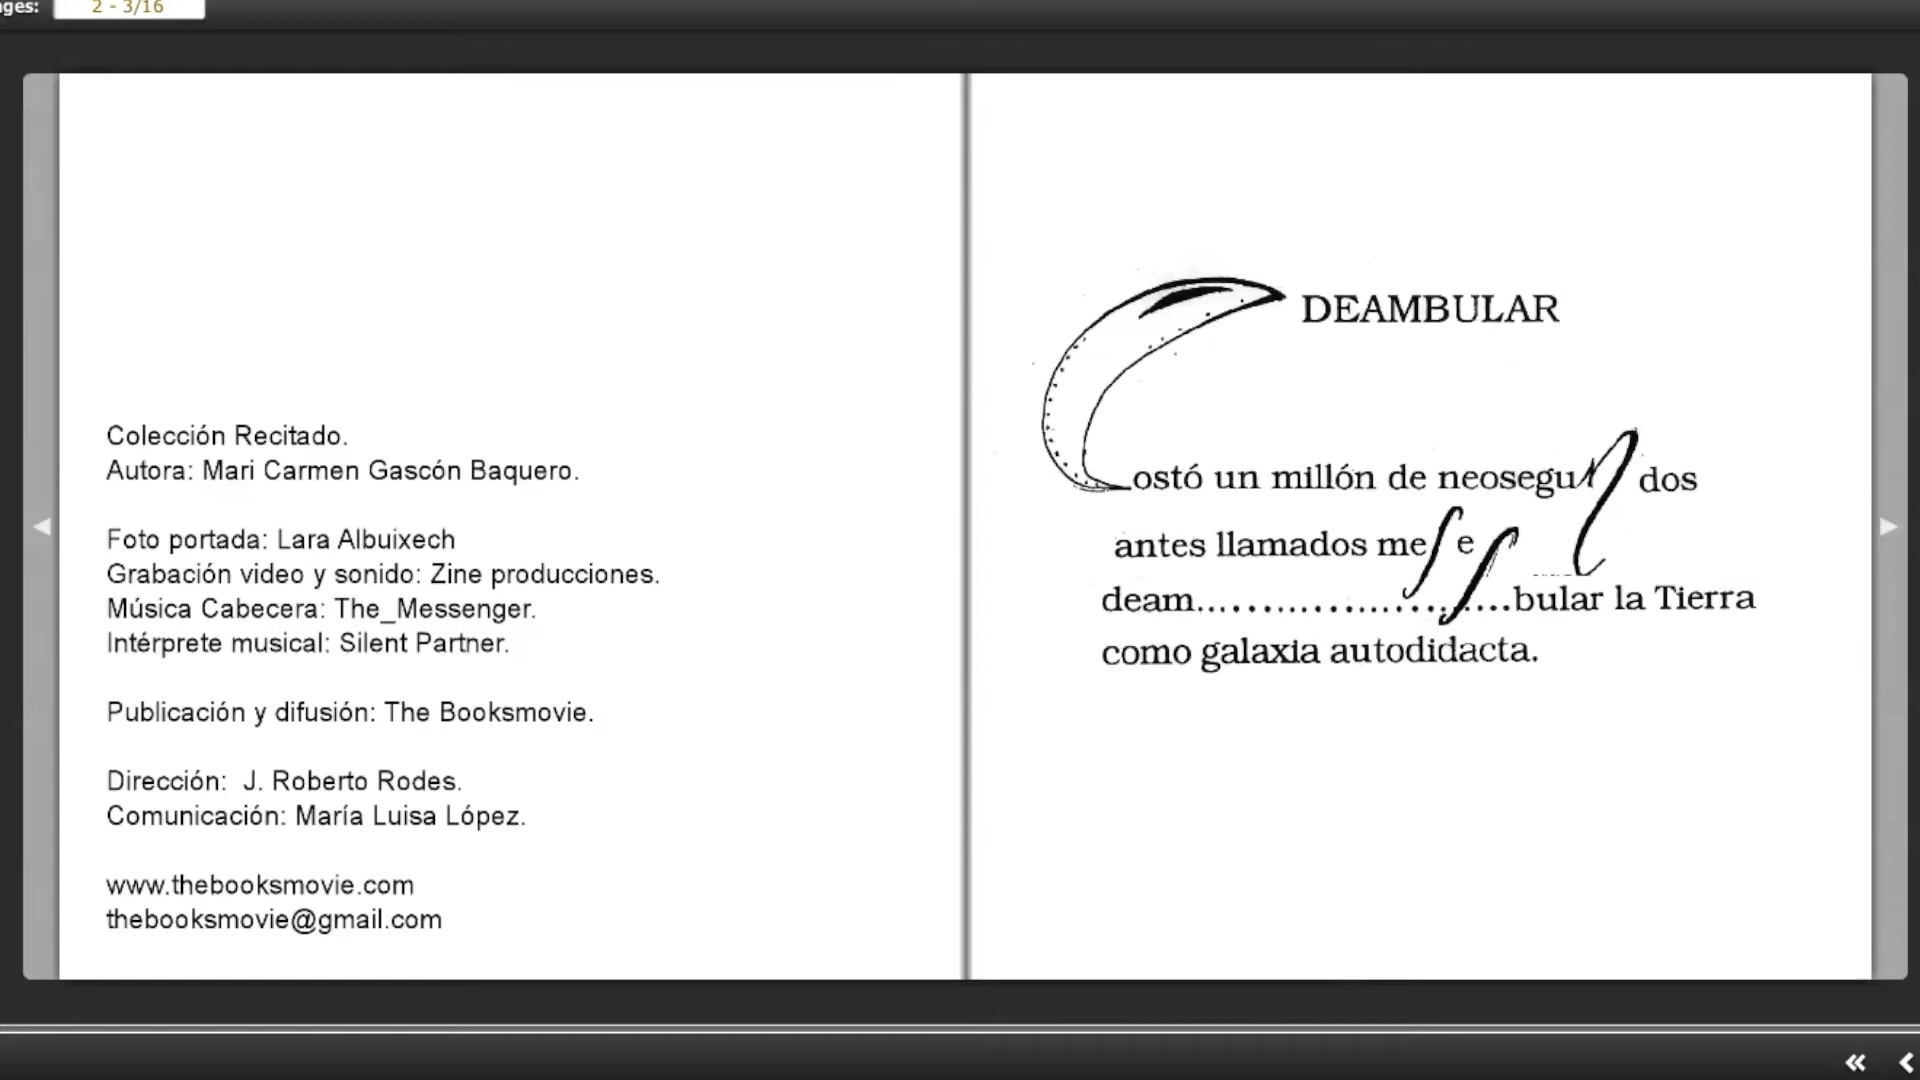 ges:
2 - 3/16
Colección Recitado.
Autora: Mari Carmen Gascón Baquero.
Foto portada: Lara Albuixech
Grabación video y sonido: Zine producciones.
Música Cabecera: The_Messenger.
Intérprete musical: Silent Partner.
Publicación y difusión: The Booksmovie.
Dirección:  J. Roberto Rodes.
Comunicación: María Luisa López.
www.thebooksmovie.com
thebooksmovie@gmail.com
DEAMBULAR
Costó un millón de neosegundos
antes llamados meses
deam........................bular la Tierra
como galaxia autodidacta.